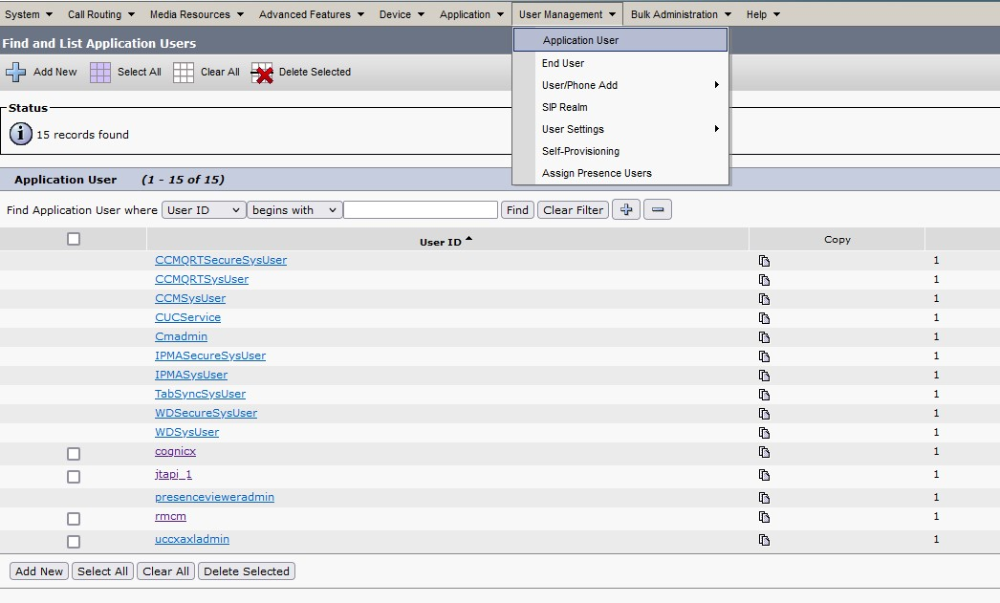 System Call Routing Media Resources Advanced Features Device Application User Management Bulk Administration Help
Find and List Application Users
Application User
End User
User/Phone Add
SIP Realm
User Settings
Self-Provisioning
Assign Presence Users
Add New Select All Clear All Delete Selected
Status
i 15 records found
Application User (1 - 15 of 15)
Find Application User where User ID begins with Find Clear Filter
User ID Copy
CCMQRTSecureSysUser 1
CCMQRTSysUser 1
CCMSysUser 1
CUCService 1
Cmadmin 1
IPMASecureSysUser 1
IPMASysUser 1
TabSyncSysUser 1
WDSecureSysUser 1
WDSysUser 1
cognicx 1
jtapi_1 1
presencevieweradmin 1
rmcm 1
uccxaxladmin 1
Add New Select All Clear All Delete Selected